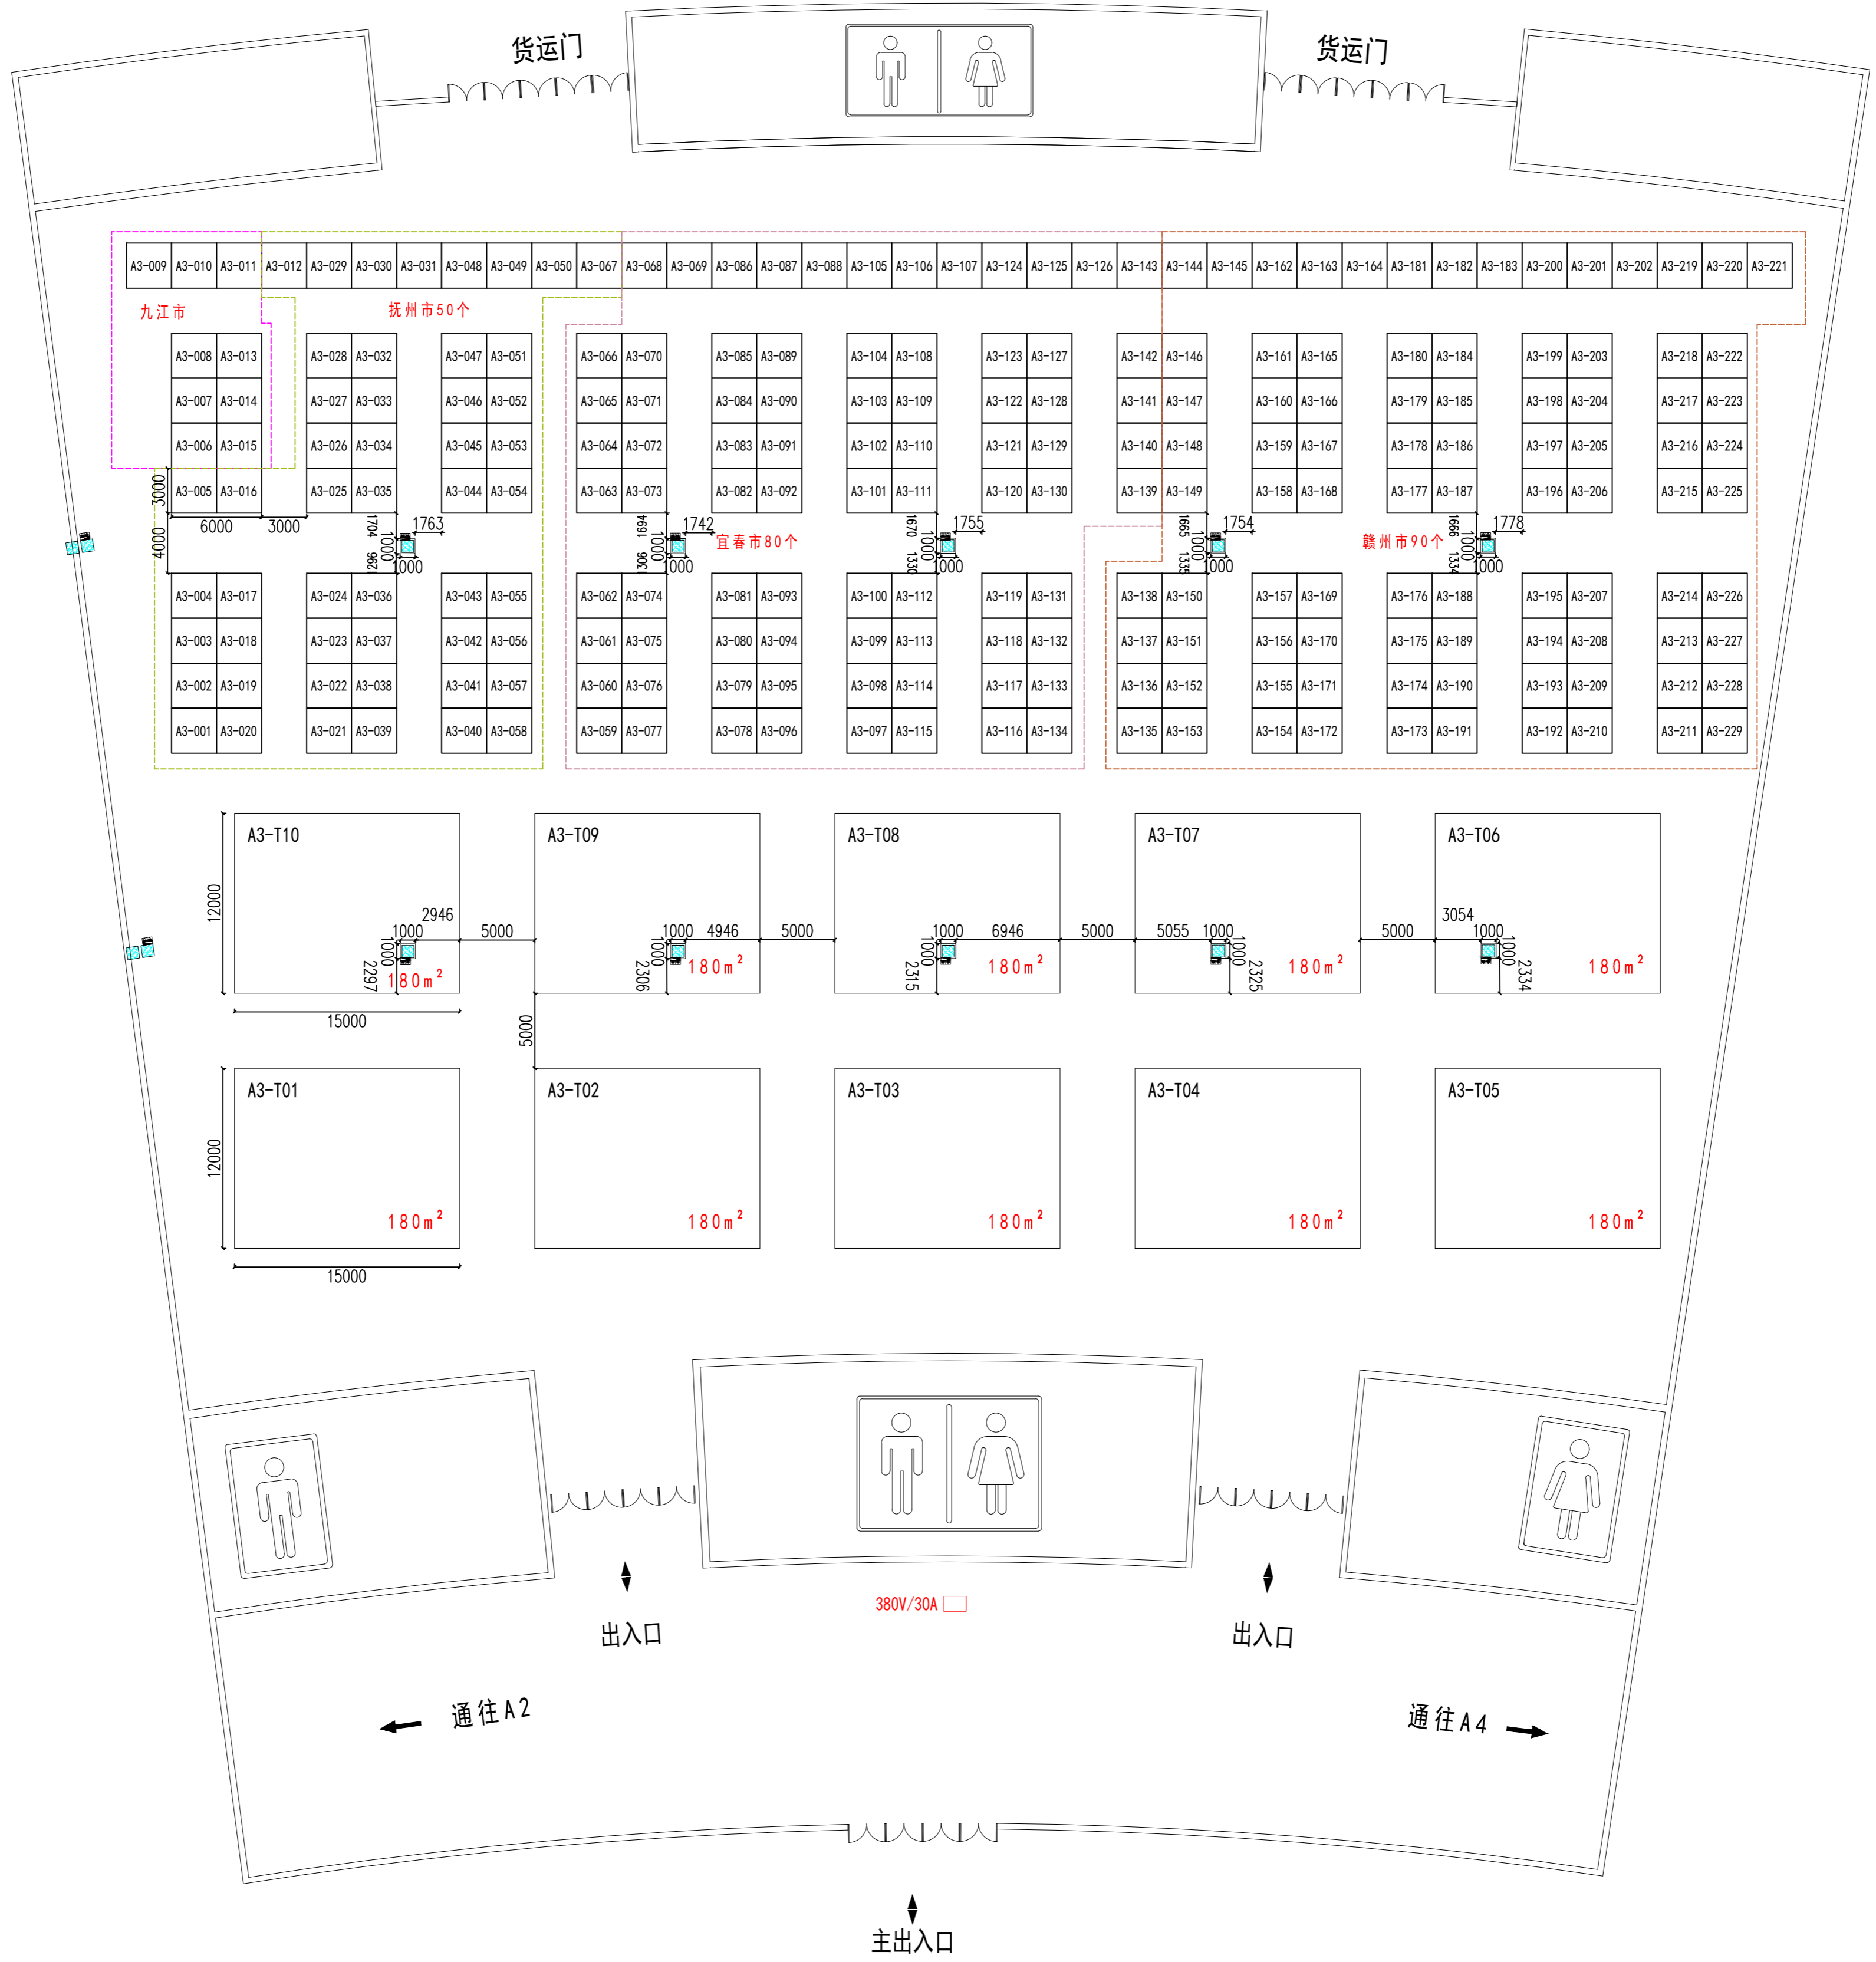 货运门 货运门
A3-009 A3-010 A3-011 A3-012 A3-029 A3-030 A3-031 A3-048 A3-049 A3-050 A3-067 A3-068 A3-069 A3-086 A3-087 A3-088 A3-105 A3-106 A3-107 A3-124 A3-125 A3-126 A3-143 A3-144 A3-145 A3-162 A3-163 A3-164 A3-181 A3-182 A3-183 A3-200 A3-201 A3-202 A3-219 A3-220 A3-221
九江市 抚州市50个
A3-008 A3-013 A3-028 A3-032 A3-047 A3-051 A3-066 A3-070 A3-085 A3-089 A3-104 A3-108 A3-123 A3-127 A3-142 A3-146 A3-161 A3-165 A3-180 A3-184 A3-199 A3-203 A3-218 A3-222
A3-007 A3-014 A3-027 A3-033 A3-046 A3-052 A3-065 A3-071 A3-084 A3-090 A3-103 A3-109 A3-122 A3-128 A3-141 A3-147 A3-160 A3-166 A3-179 A3-185 A3-198 A3-204 A3-217 A3-223
A3-006 A3-015 A3-026 A3-034 A3-045 A3-053 A3-064 A3-072 A3-083 A3-091 A3-102 A3-110 A3-121 A3-129 A3-140 A3-148 A3-159 A3-167 A3-178 A3-186 A3-197 A3-205 A3-216 A3-224
3000 A3-005 A3-016 A3-025 A3-035 A3-044 A3-054 A3-063 A3-073 A3-082 A3-092 A3-101 A3-111 A3-120 A3-130 A3-139 A3-149 A3-158 A3-168 A3-177 A3-187 A3-196 A3-206 A3-215 A3-225
6000 3000 1704 1763 1694 1742 1670 1755 1665 1754 1666 1778
4000 1000 1000 宜春市80个 1000 1000 赣州市90个 1000
1629 1000 1306 1000 1330 1000 1335 1000 1334 1000
A3-004 A3-017 A3-024 A3-036 A3-043 A3-055 A3-062 A3-074 A3-081 A3-093 A3-100 A3-112 A3-119 A3-131 A3-138 A3-150 A3-157 A3-169 A3-176 A3-188 A3-195 A3-207 A3-214 A3-226
A3-003 A3-018 A3-023 A3-037 A3-042 A3-056 A3-061 A3-075 A3-080 A3-094 A3-099 A3-113 A3-118 A3-132 A3-137 A3-151 A3-156 A3-170 A3-175 A3-189 A3-194 A3-208 A3-213 A3-227
A3-002 A3-019 A3-022 A3-038 A3-041 A3-057 A3-060 A3-076 A3-079 A3-095 A3-098 A3-114 A3-117 A3-133 A3-136 A3-152 A3-155 A3-171 A3-174 A3-190 A3-193 A3-209 A3-212 A3-228
A3-001 A3-020 A3-021 A3-039 A3-040 A3-058 A3-059 A3-077 A3-078 A3-096 A3-097 A3-115 A3-116 A3-134 A3-135 A3-153 A3-154 A3-172 A3-173 A3-191 A3-192 A3-210 A3-211 A3-229
A3-T10 A3-T09 A3-T08 A3-T07 A3-T06
12000 2946 3054
1000 5000 1000 4946 5000 1000 6946 5000 5055 1000 5000 1000
1000 1000 1000 1000 1000
2297 180m² 2306 180m² 2315 180m² 180m² 2325 2334 180m²
15000 5000
A3-T01 A3-T02 A3-T03 A3-T04 A3-T05
12000
180m² 180m² 180m² 180m² 180m²
15000
380V/30A
出入口 出入口
通往A2 通往A4
主出入口